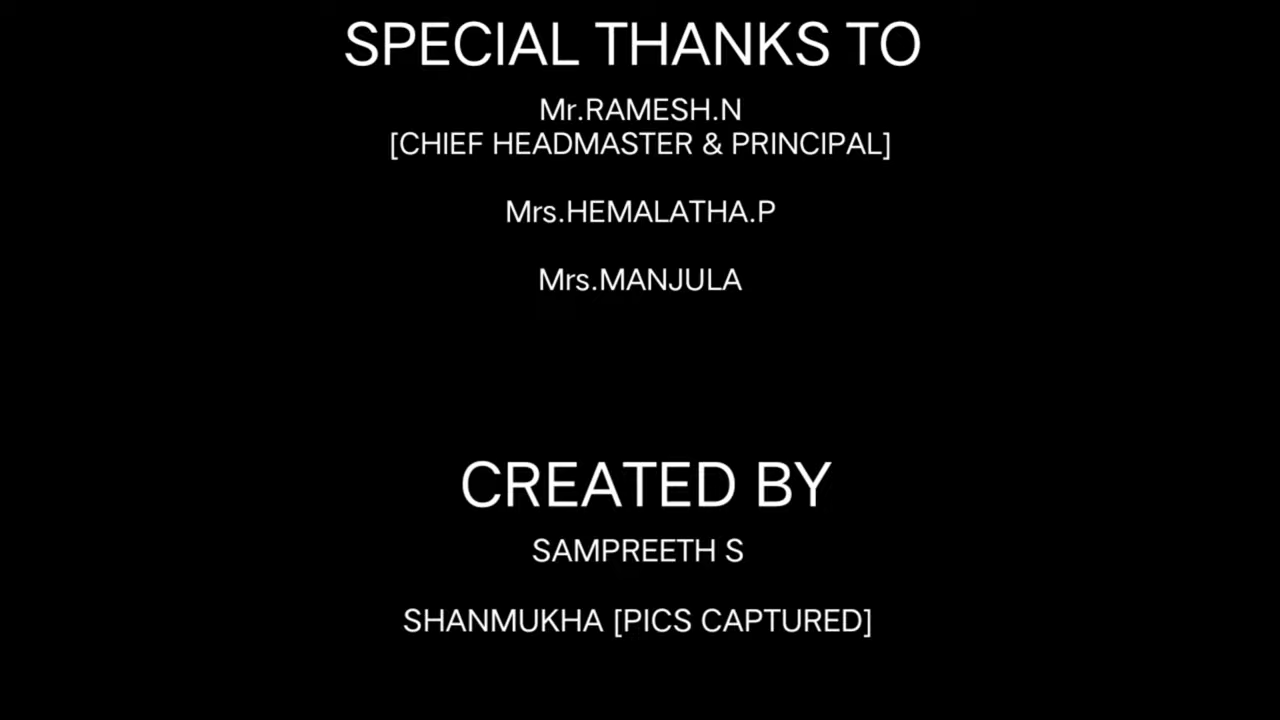 SPECIAL THANKS TO
Mr.RAMESH.N
[CHIEF HEADMASTER & PRINCIPAL]
Mrs.HEMALATHA.P
Mrs.MANJULA
CREATED BY
SAMPREETH S
SHANMUKHA [PICS CAPTURED]